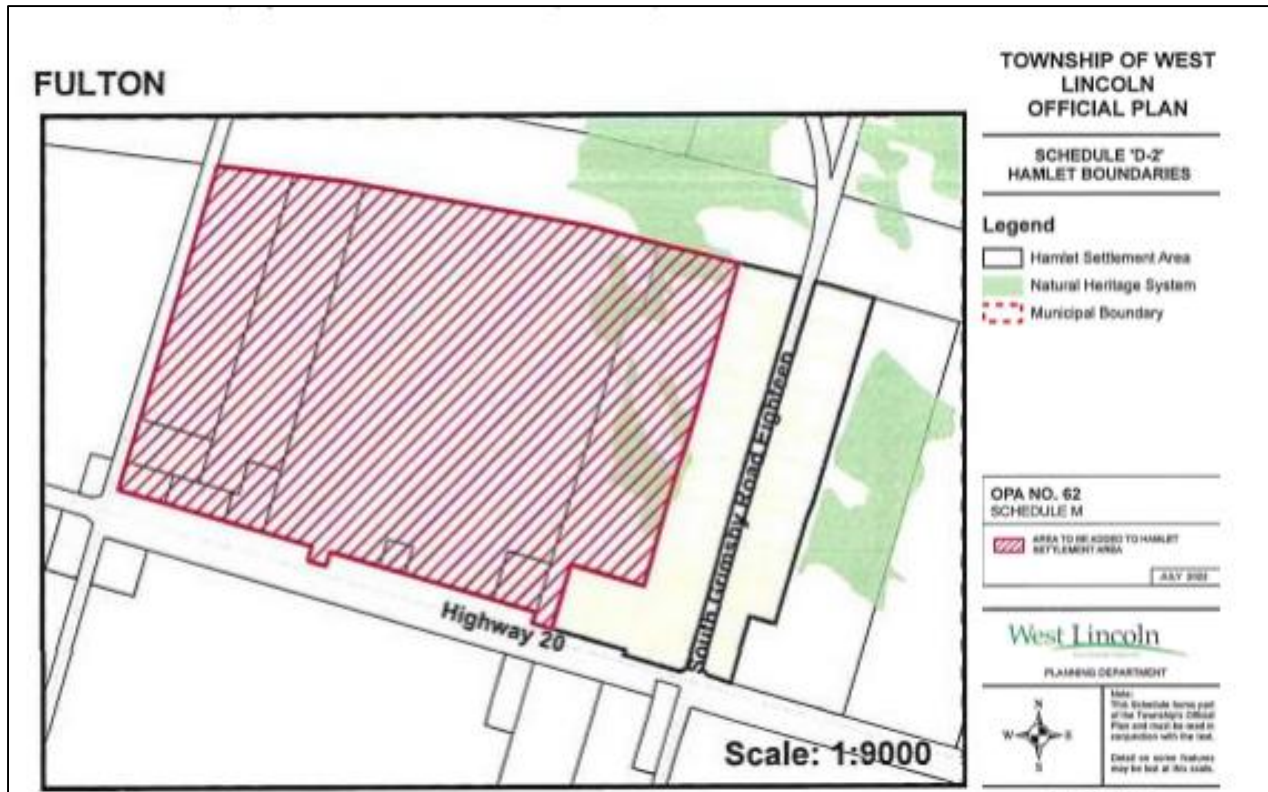 FULTON
South Grimsby Road Eighteen
Highway 20
Scale: 1:9000
TOWNSHIP OF WEST
LINCOLN
OFFICIAL PLAN
SCHEDULE 'D-2'
HAMLET BOUNDARIES
Legend
Hamlet Settlement Area
Natural Heritage System
Municipal Boundary
OPA NO. 62
SCHEDULE M
AREA TO BE ADDED TO HAMLET
SETTLEMENT AREA
JULY
West Lincoln
PLANNING DEPARTMENT
N
W
E
S
Note:
This Schedule forms part
of the Township's Official
Plan and must be read in
conjunction with the text.
Detail on some features
may be lost at this scale.